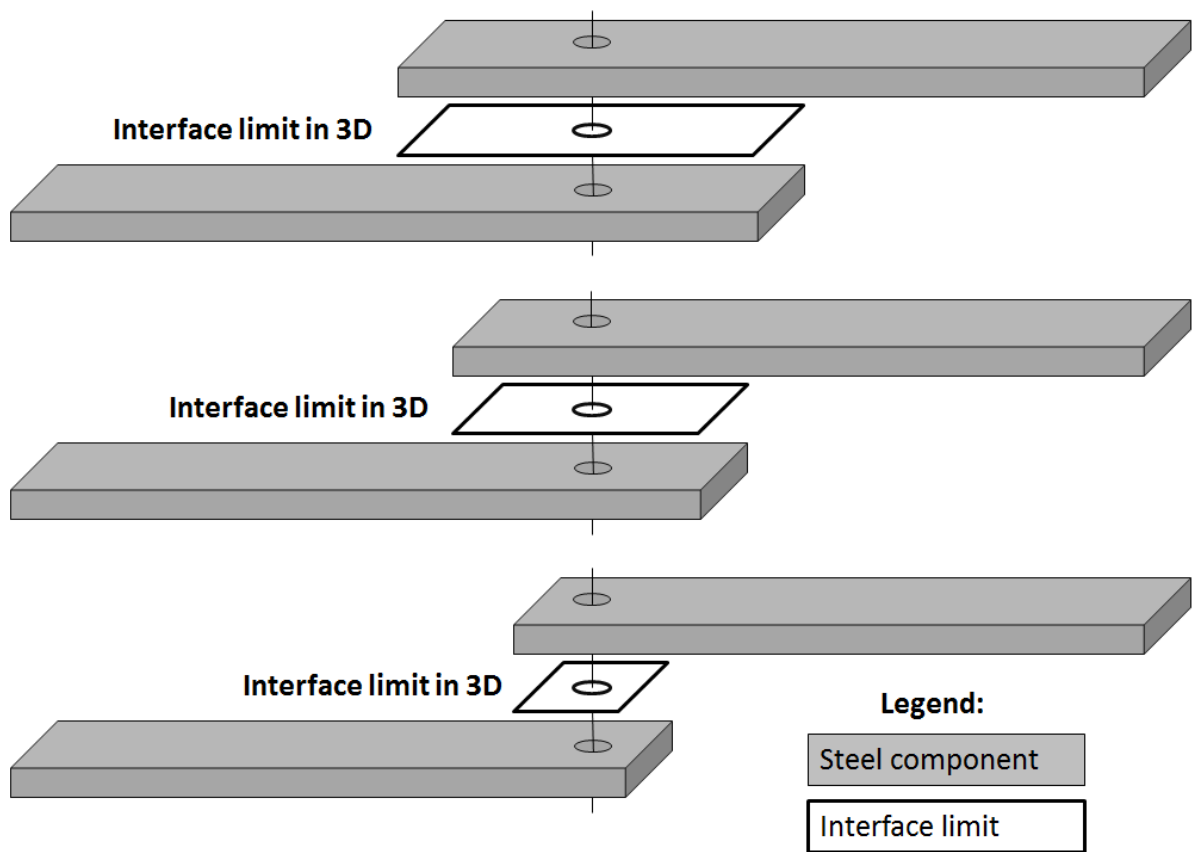 Interface limit in 3D
Interface limit in 3D
Interface limit in 3D
Legend:
Steel component
Interface limit